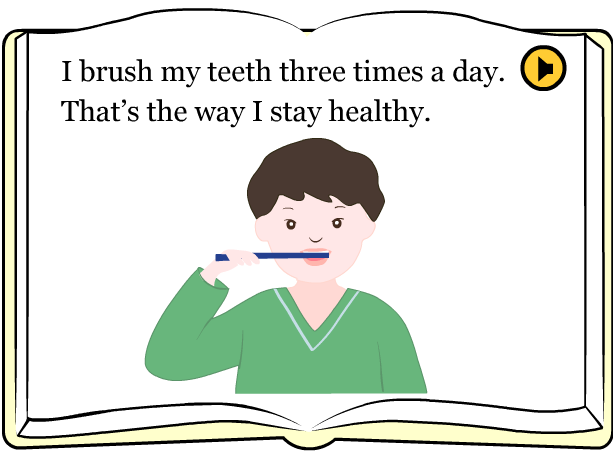 I brush my teeth three times a day.
That’s the way I stay healthy.